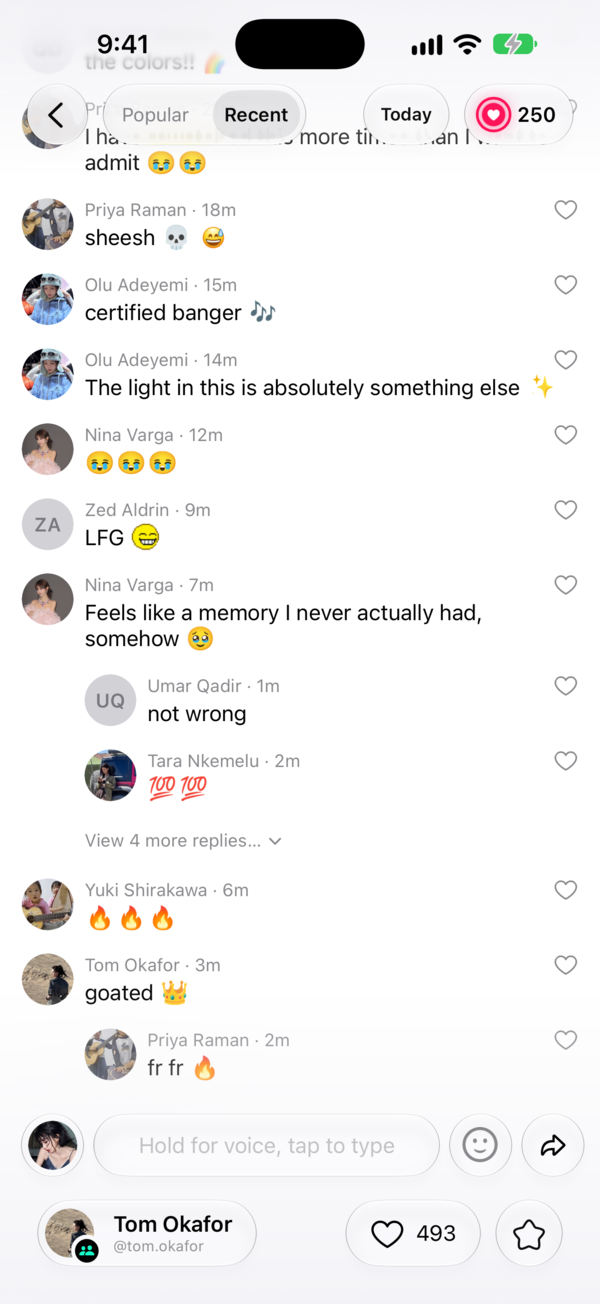 9:41
the colors!! 🌈
Popular
Recent
Today
250
more
admit 😭😭
Priya Raman · 18m
sheesh 💀 😅
Olu Adeyemi · 15m
certified banger 🎶
Olu Adeyemi · 14m
The light in this is absolutely something else ✨
Nina Varga · 12m
😭😭😭
ZA
Zed Aldrin · 9m
LFG 😁
Nina Varga · 7m
Feels like a memory I never actually had,
somehow 🥹
UQ
Umar Qadir · 1m
not wrong
Tara Nkemelu · 2m
💯💯
View 4 more replies...
Yuki Shirakawa · 6m
🔥🔥🔥
Tom Okafor · 3m
goated 👑
Priya Raman · 2m
fr fr 🔥
Hold for voice, tap to type
Tom Okafor
@tom.okafor
493